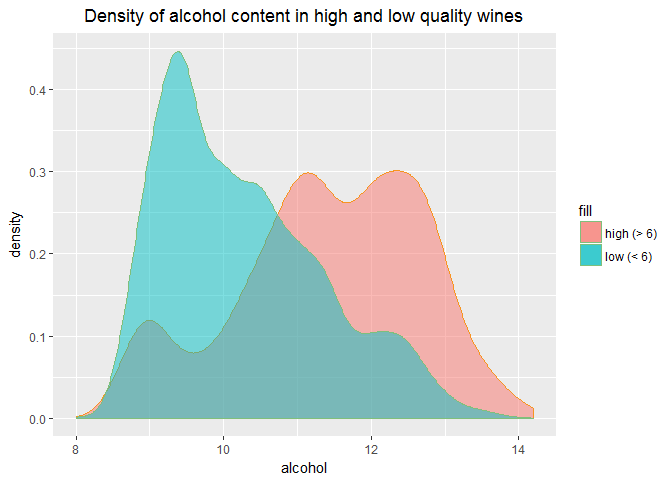 Density of alcohol content in high and low quality wines
0.4
0.3
0.2
0.1
0.0
density
8
10
12
14
alcohol
fill
high (> 6)
low (< 6)